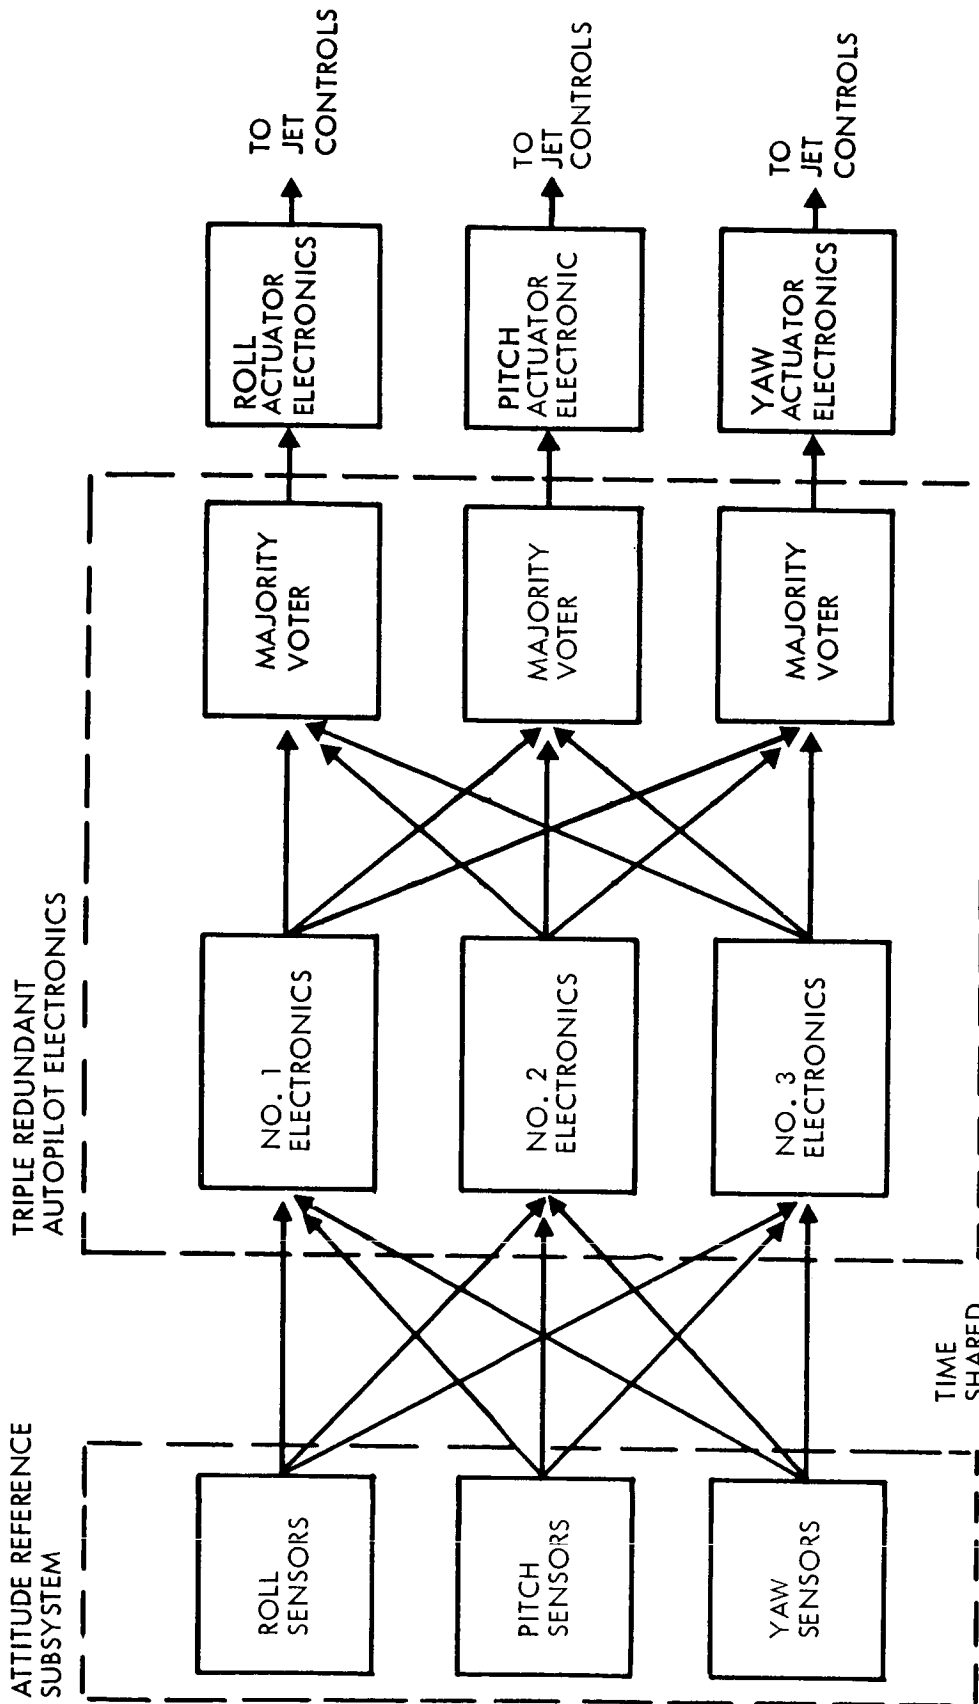 ATTITUDE REFERENCE
SUBSYSTEM
ROLL
SENSORS
PITCH
SENSORS
YAW
SENSORS
TIME
SHARED
TRIPLE REDUNDANT
AUTOPILOT ELECTRONICS
NO. 1
ELECTRONICS
NO. 2
ELECTRONICS
NO. 3
ELECTRONICS
MAJORITY
VOTER
MAJORITY
VOTER
MAJORITY
VOTER
ROLL
ACTUATOR
ELECTRONICS
PITCH
ACTUATOR
ELECTRONIC
YAW
ACTUATOR
ELECTRONICS
TO
JET
CONTROLS
TO
JET
CONTROLS
TO
JET
CONTROLS